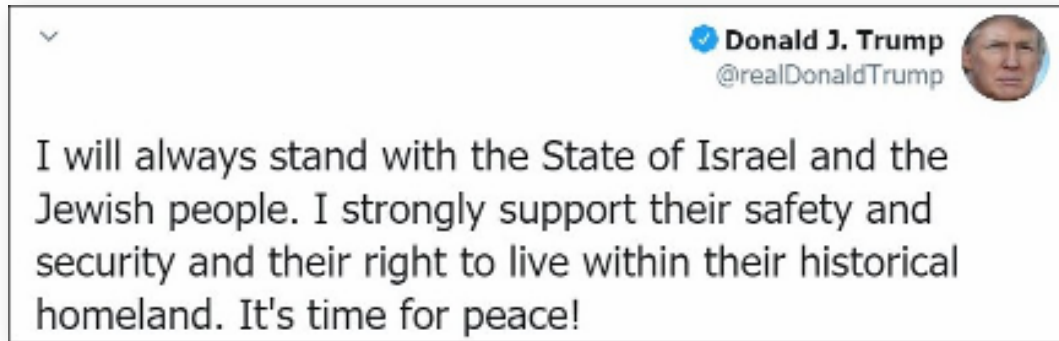 Donald J. Trump
@realDonaldTrump
I will always stand with the State of Israel and the
Jewish people. I strongly support their safety and
security and their right to live within their historical
homeland. It's time for peace!